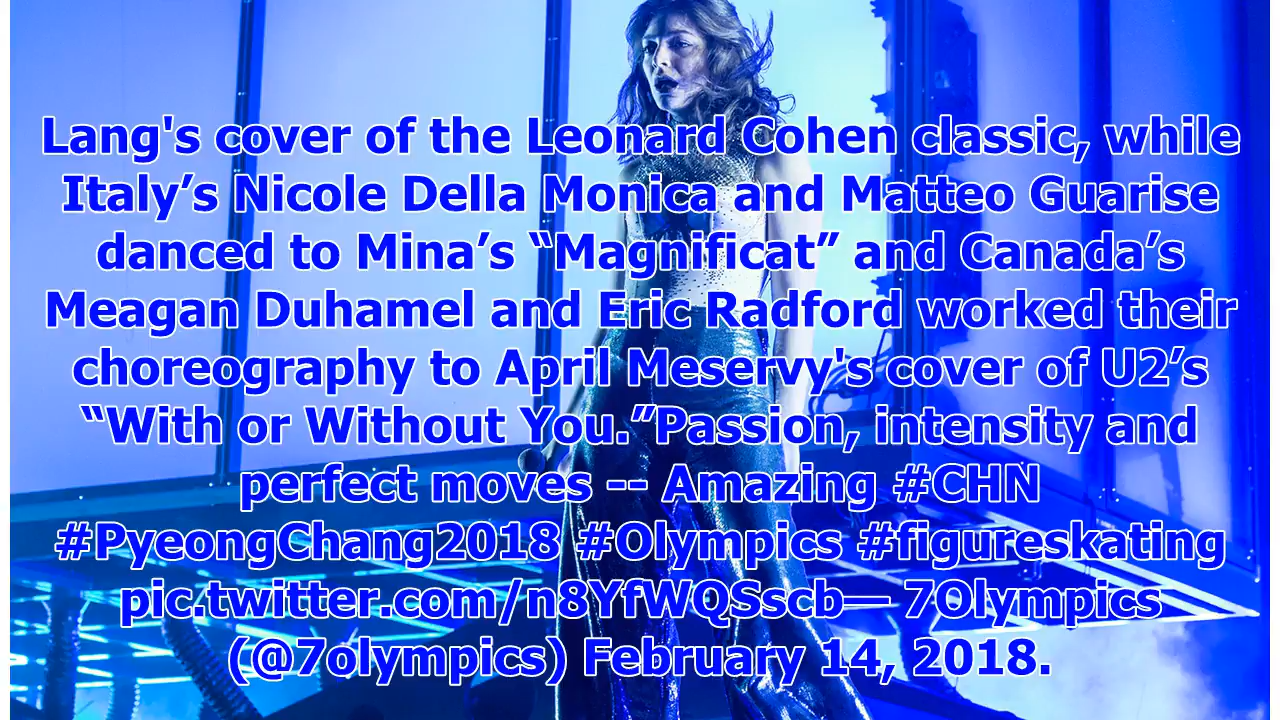 Lang's cover of the Leonard Cohen classic, while
Italy’s Nicole Della Monica and Matteo Guarise
danced to Mina’s “Magnificat” and Canada’s
Meagan Duhamel and Eric Radford worked their
choreography to April Meservy's cover of U2’s
“With or Without You.”Passion, intensity and
perfect moves -- Amazing #CHN
#PyeongChang2018 #Olympics #figureskating
pic.twitter.com/n8YfWQSscb— 7Olympics
(@7olympics) February 14, 2018.